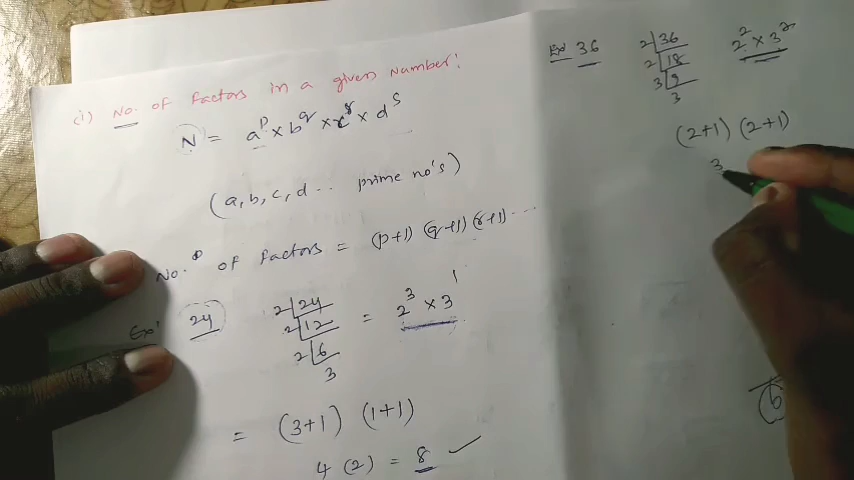 (i) No. of factors in a given number:
N = a^p × b^q × c^r × d^s
(a, b, c, d .. prime no's)
No. of factors = (p+1) (q+1) (r+1) ...
Ex: 24
2 | 24
2 | 12
2 | 6
3
= 2^3 × 3^1
= (3+1) (1+1)
4 (2) = 8 ✓
Ex: 36
2 | 36
2 | 18
3 | 9
3
2^2 × 3^2
(2+1) (2+1)
3